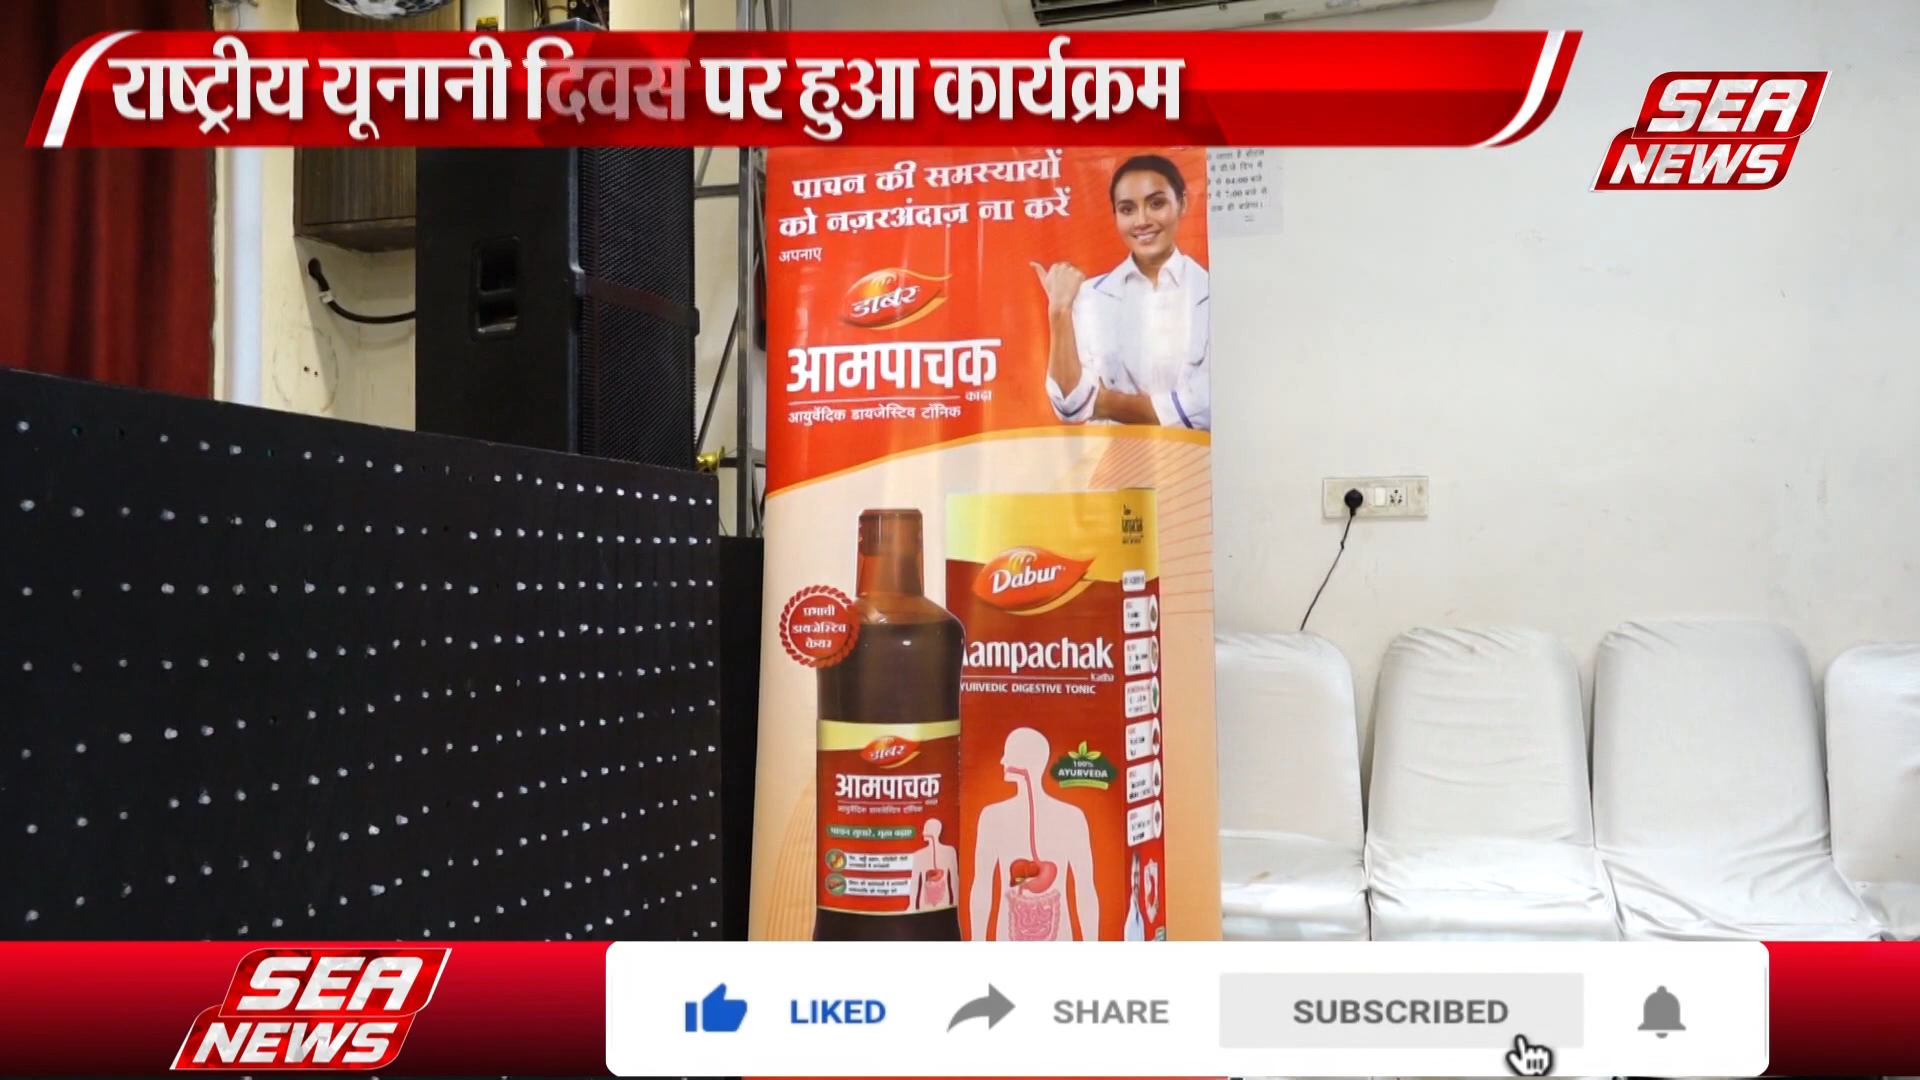 राष्ट्रीय यूनानी दिवस पर हुआ कार्यक्रम
SEA
NEWS
पाचन की समस्यायों
को नज़रअंदाज़ ना करें
अपनाए
डाबर
आमपाचक
काढ़ा
आयुर्वेदिक डायजेस्टिव टॉनिक
प्रभावी
डायजेस्टिव
केयर
Dabur
Aampachak
Kadha
AYURVEDIC DIGESTIVE TONIC
100%
AYURVEDA
डाबर
आमपाचक
SEA
NEWS
LIKED
SHARE
SUBSCRIBED